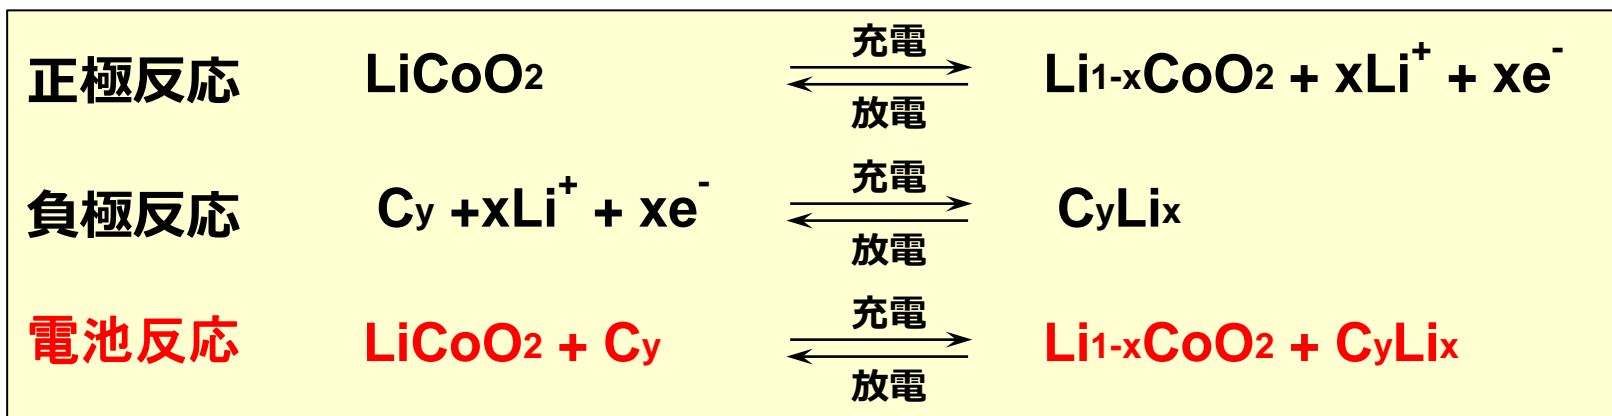 充電
正極反応 LiCoO2 Li1-xCoO2 + xLi+ + xe-
放電
充電
負極反応 Cy +xLi+ + xe- CyLix
放電
充電
電池反応 LiCoO2 + Cy Li1-xCoO2 + CyLix
放電